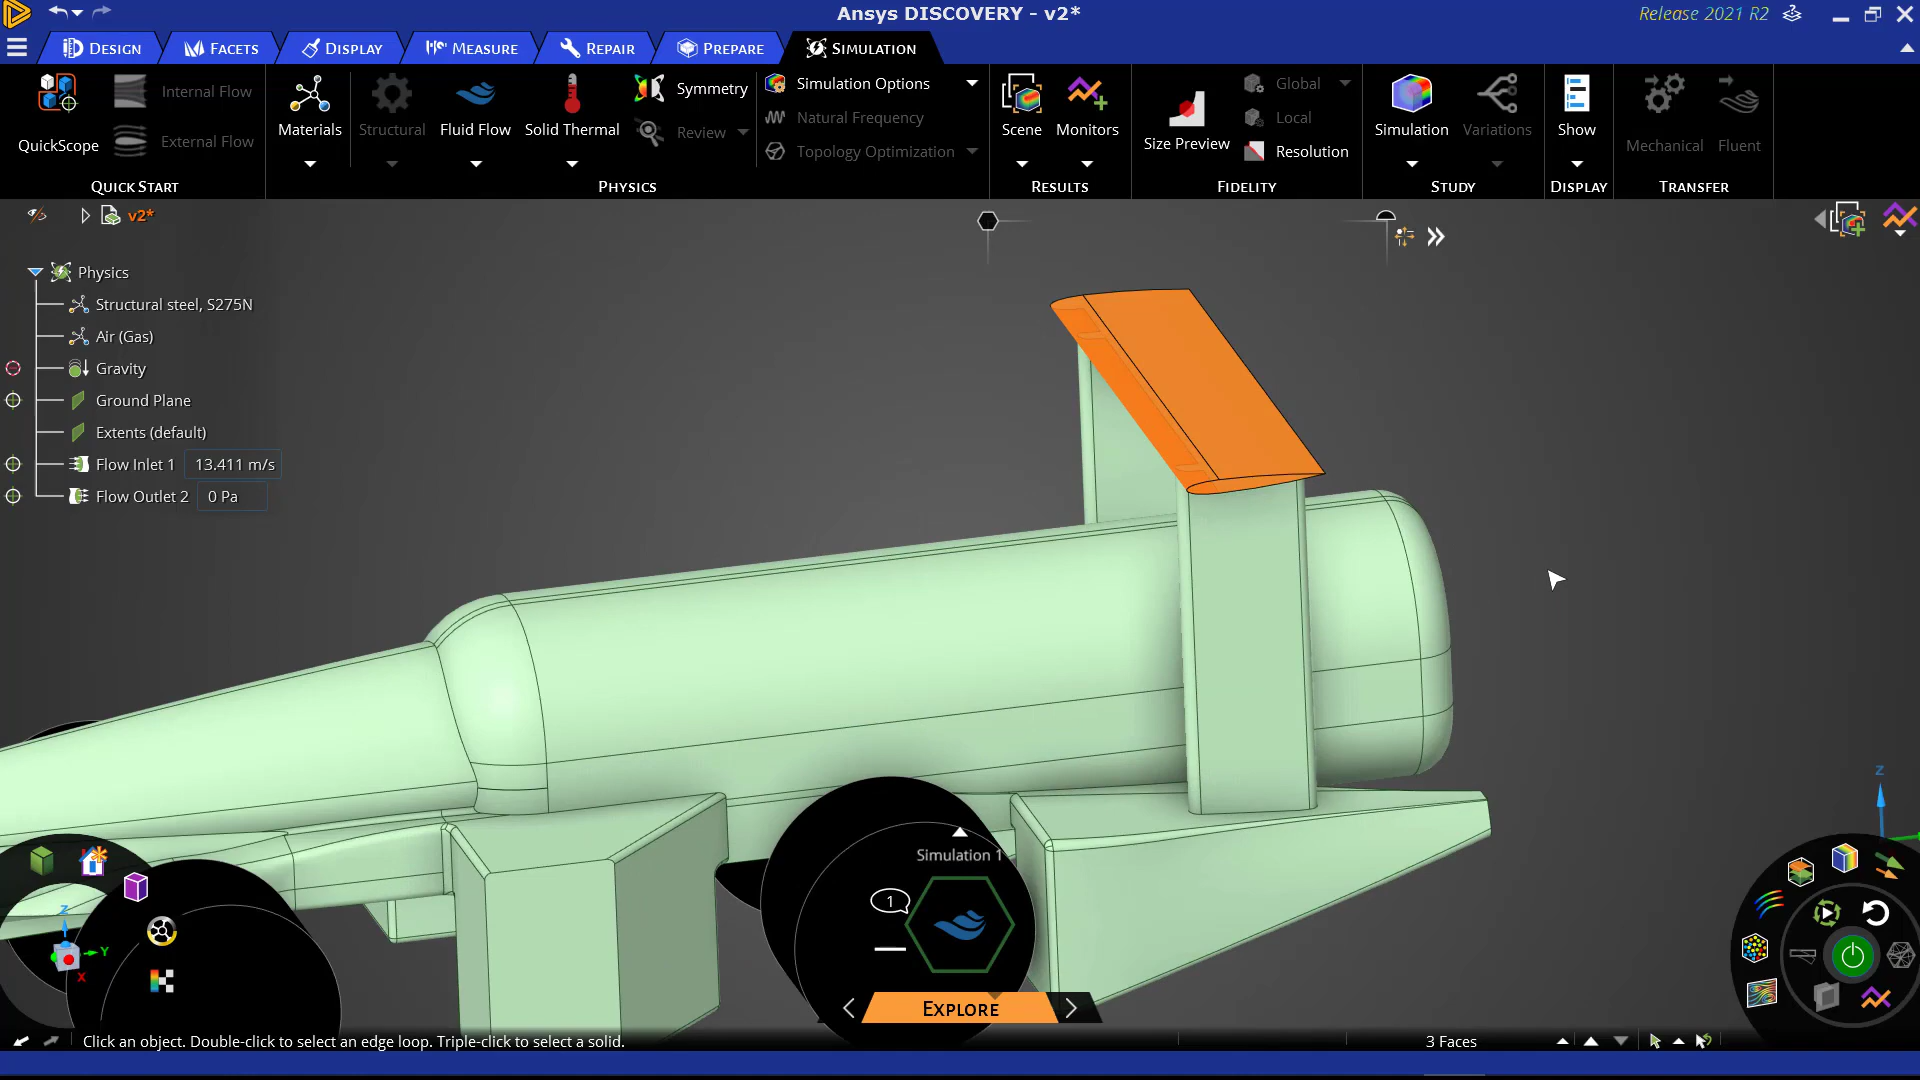 Ansys DISCOVERY - v2*
Release 2021 R2
DESIGN
FACETS
DISPLAY
MEASURE
REPAIR
PREPARE
SIMULATION
QuickScope
Internal Flow
External Flow
QUICK START
Materials
Structural
Fluid Flow
Solid Thermal
Symmetry
Review
Simulation Options
Natural Frequency
Topology Optimization
PHYSICS
Scene
Monitors
RESULTS
Size Preview
Global
Local
Resolution
FIDELITY
Simulation
Variations
STUDY
Show
DISPLAY
Mechanical
Fluent
TRANSFER
v2*
Physics
Structural steel, S275N
Air (Gas)
Gravity
Ground Plane
Extents (default)
Flow Inlet 1 13.411 m/s
Flow Outlet 2 0 Pa
Z
Y
X
Z
Simulation 1
1
EXPLORE
Click an object. Double-click to select an edge loop. Triple-click to select a solid.
3 Faces